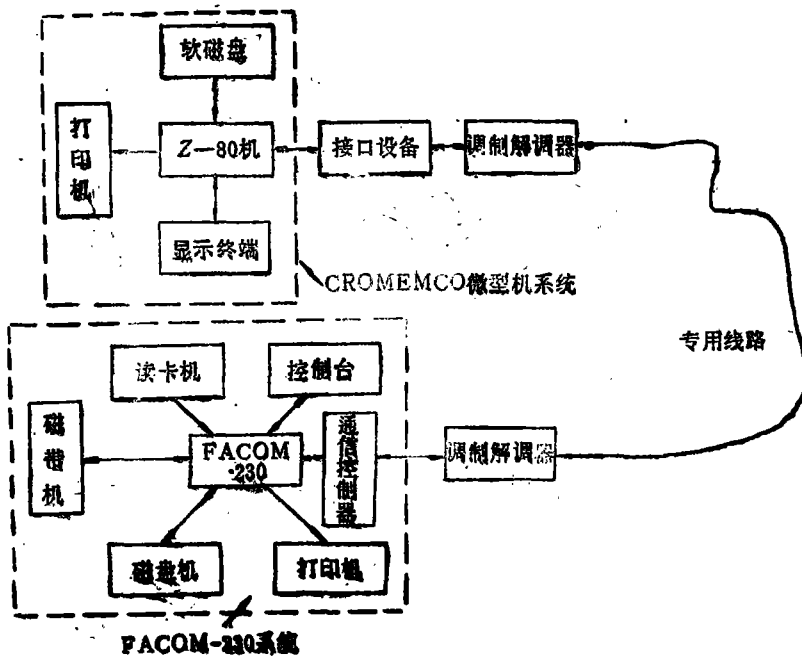 软磁盘
打印机
Z—80机
接口设备
调制解调器
显示终端
CROMEMCO微型机系统
专用线路
读卡机
控制台
磁带机
FACOM
-230
通信控制器
调制解调器
磁盘机
打印机
FACOM-230系统